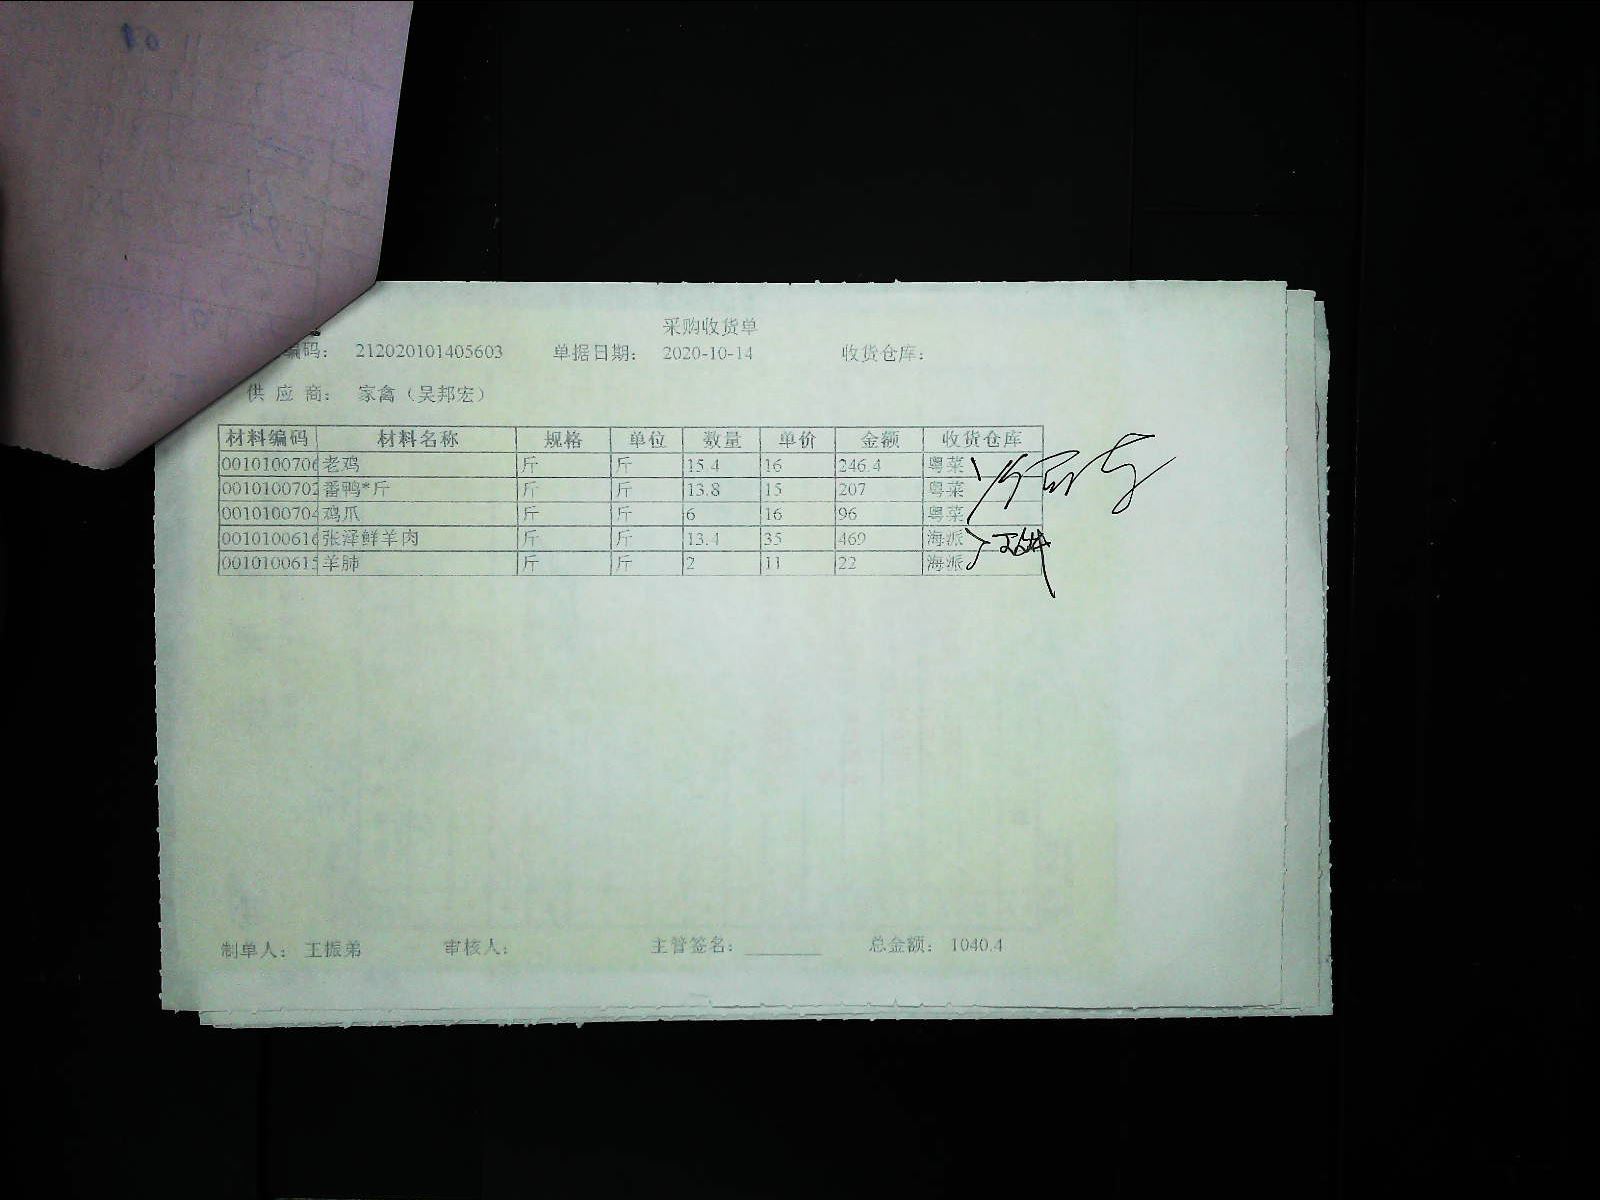 采购收货单
编码： 212020101405603 单据日期： 2020-10-14 收货仓库：
供 应 商： 家禽（吴邦宏）
材料编码 材料名称 规格 单位 数量 单价 金额 收货仓库
0010100706 老鸡 斤 斤 15.4 16 246.4 粤菜
0010100702 番鸭*斤 斤 斤 13.8 15 207 粤菜
0010100704 鸡爪 斤 斤 6 16 96 粤菜
0010100616 张泽鲜羊肉 斤 斤 13.4 35 469 海派
0010100615 羊肺 斤 斤 2 11 22 海派
制单人： 王振弟 审核人： 主管签名： 总金额： 1040.4